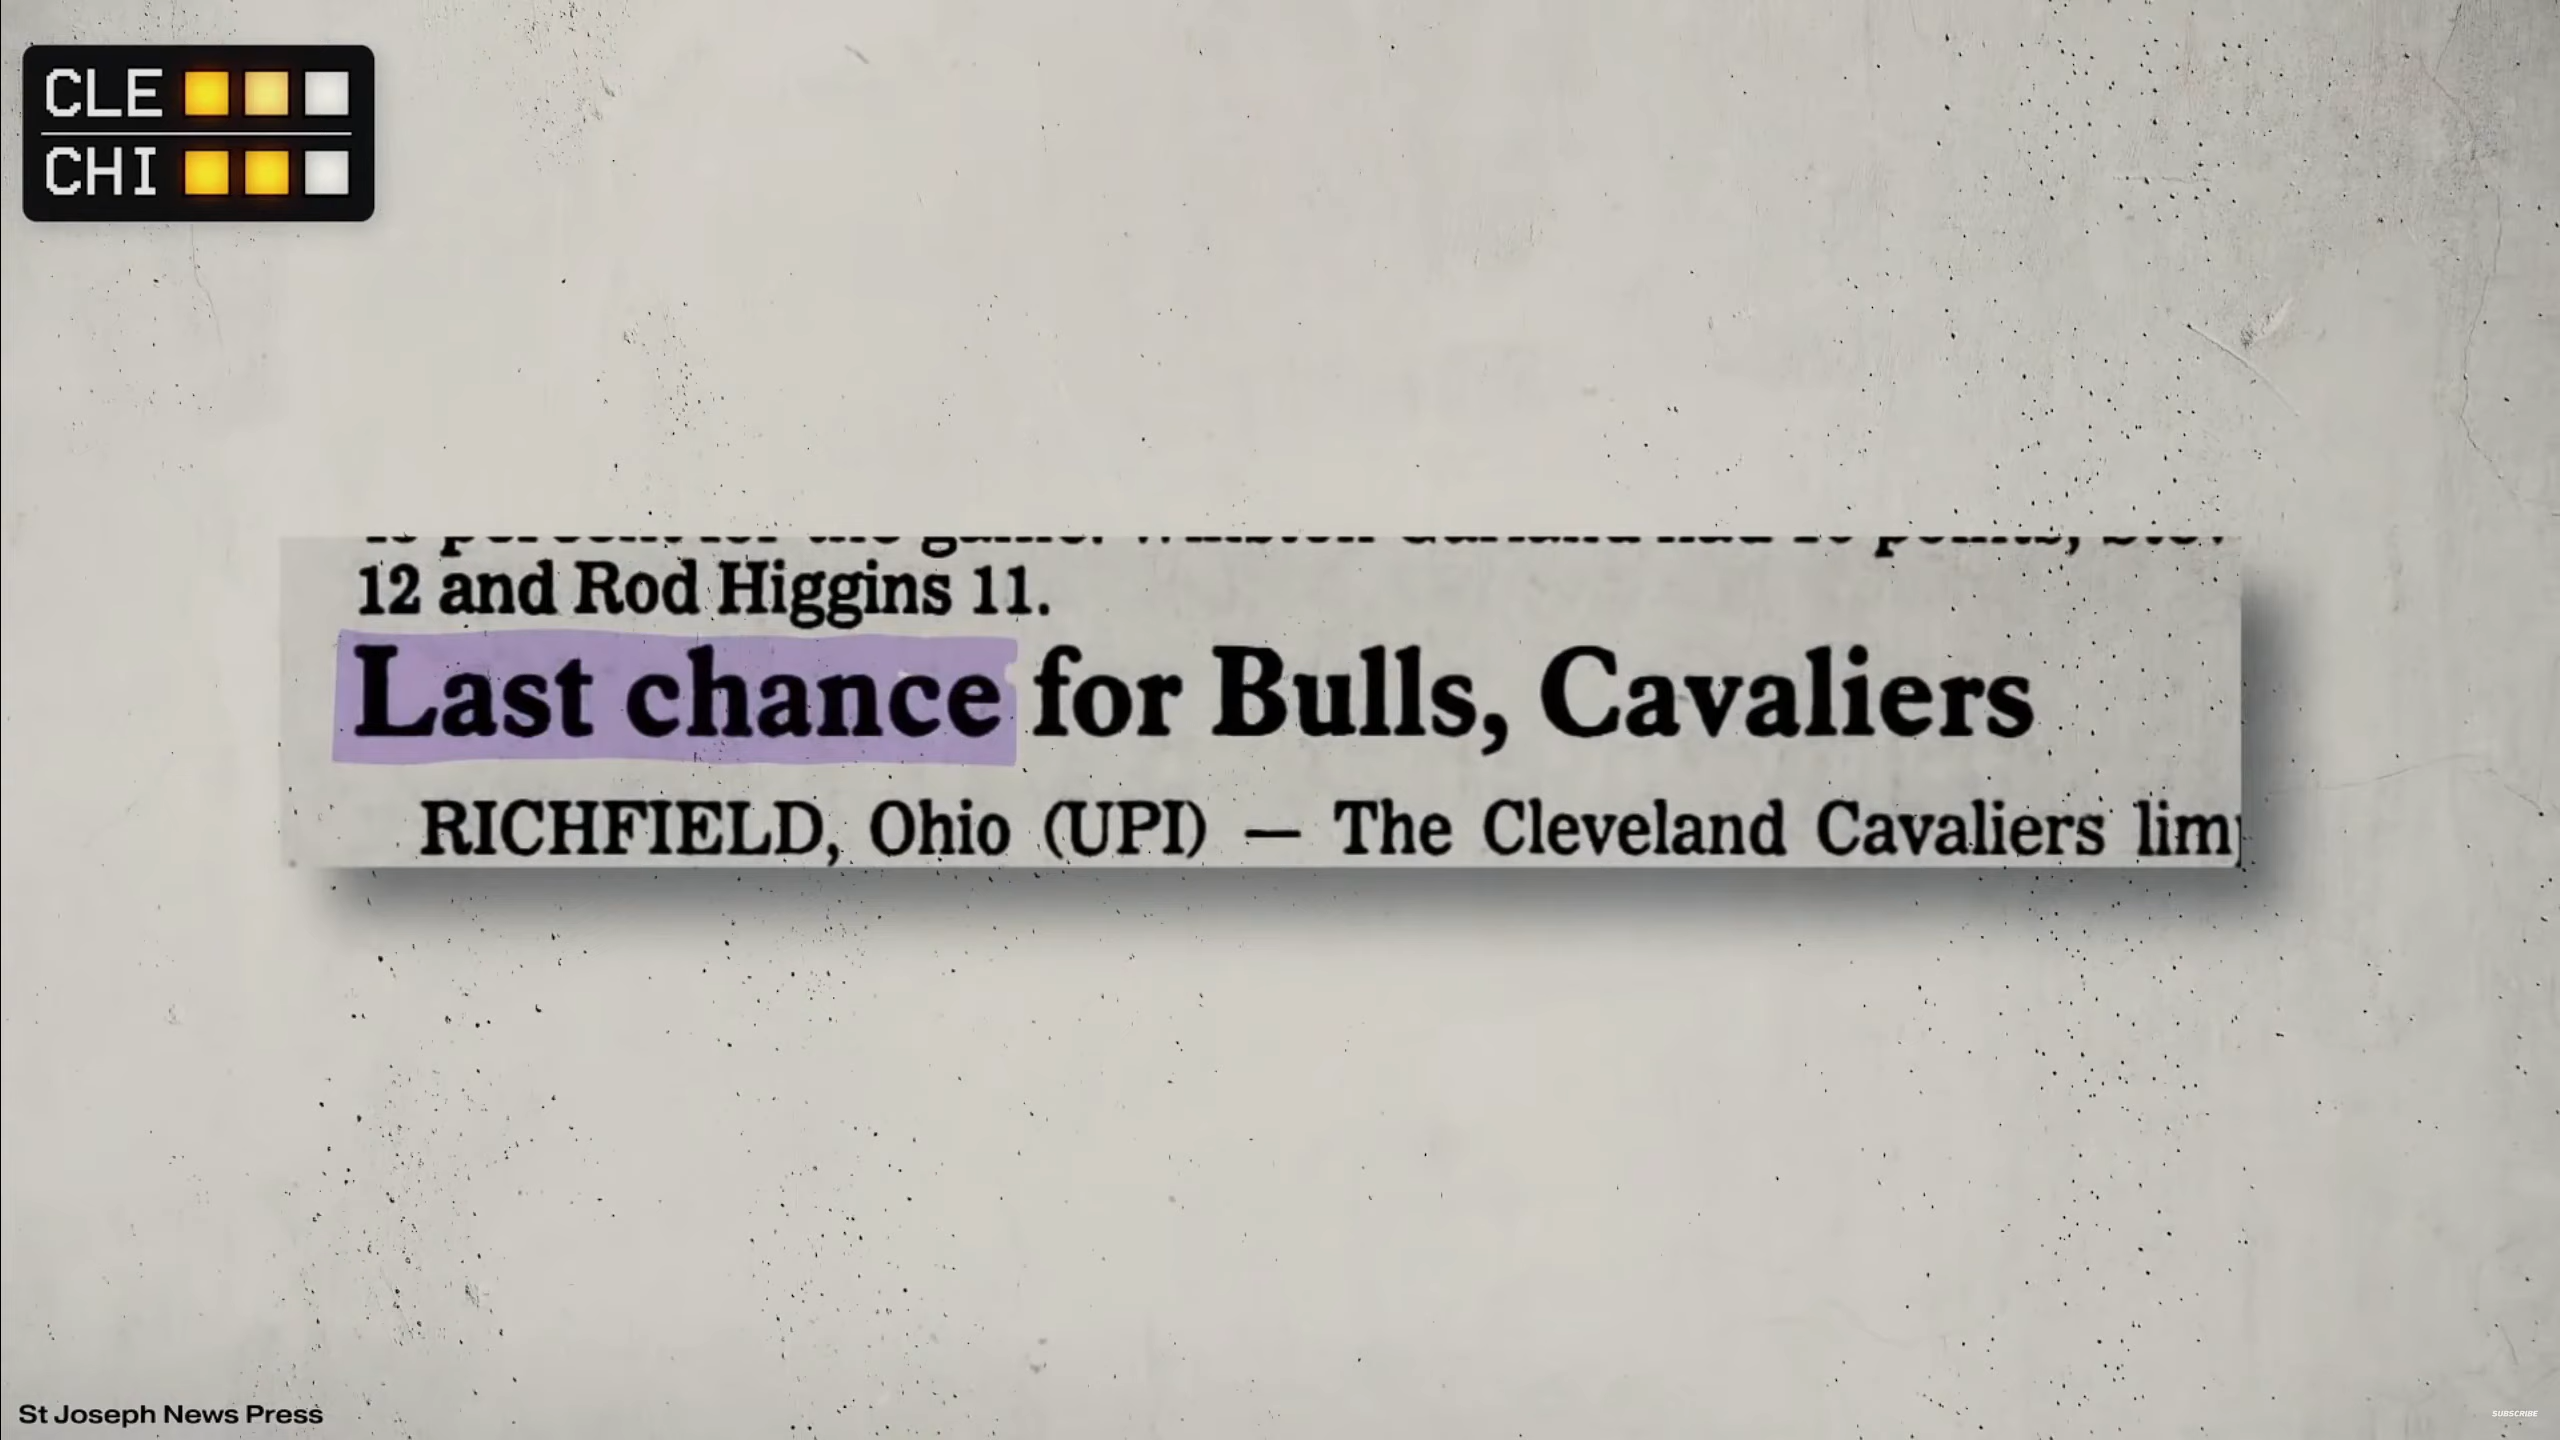 CLE
CHI
12 and Rod Higgins 11.
Last chance for Bulls, Cavaliers
RICHFIELD, Ohio (UPI) — The Cleveland Cavaliers
St Joseph News Press
SUBSCRIBE